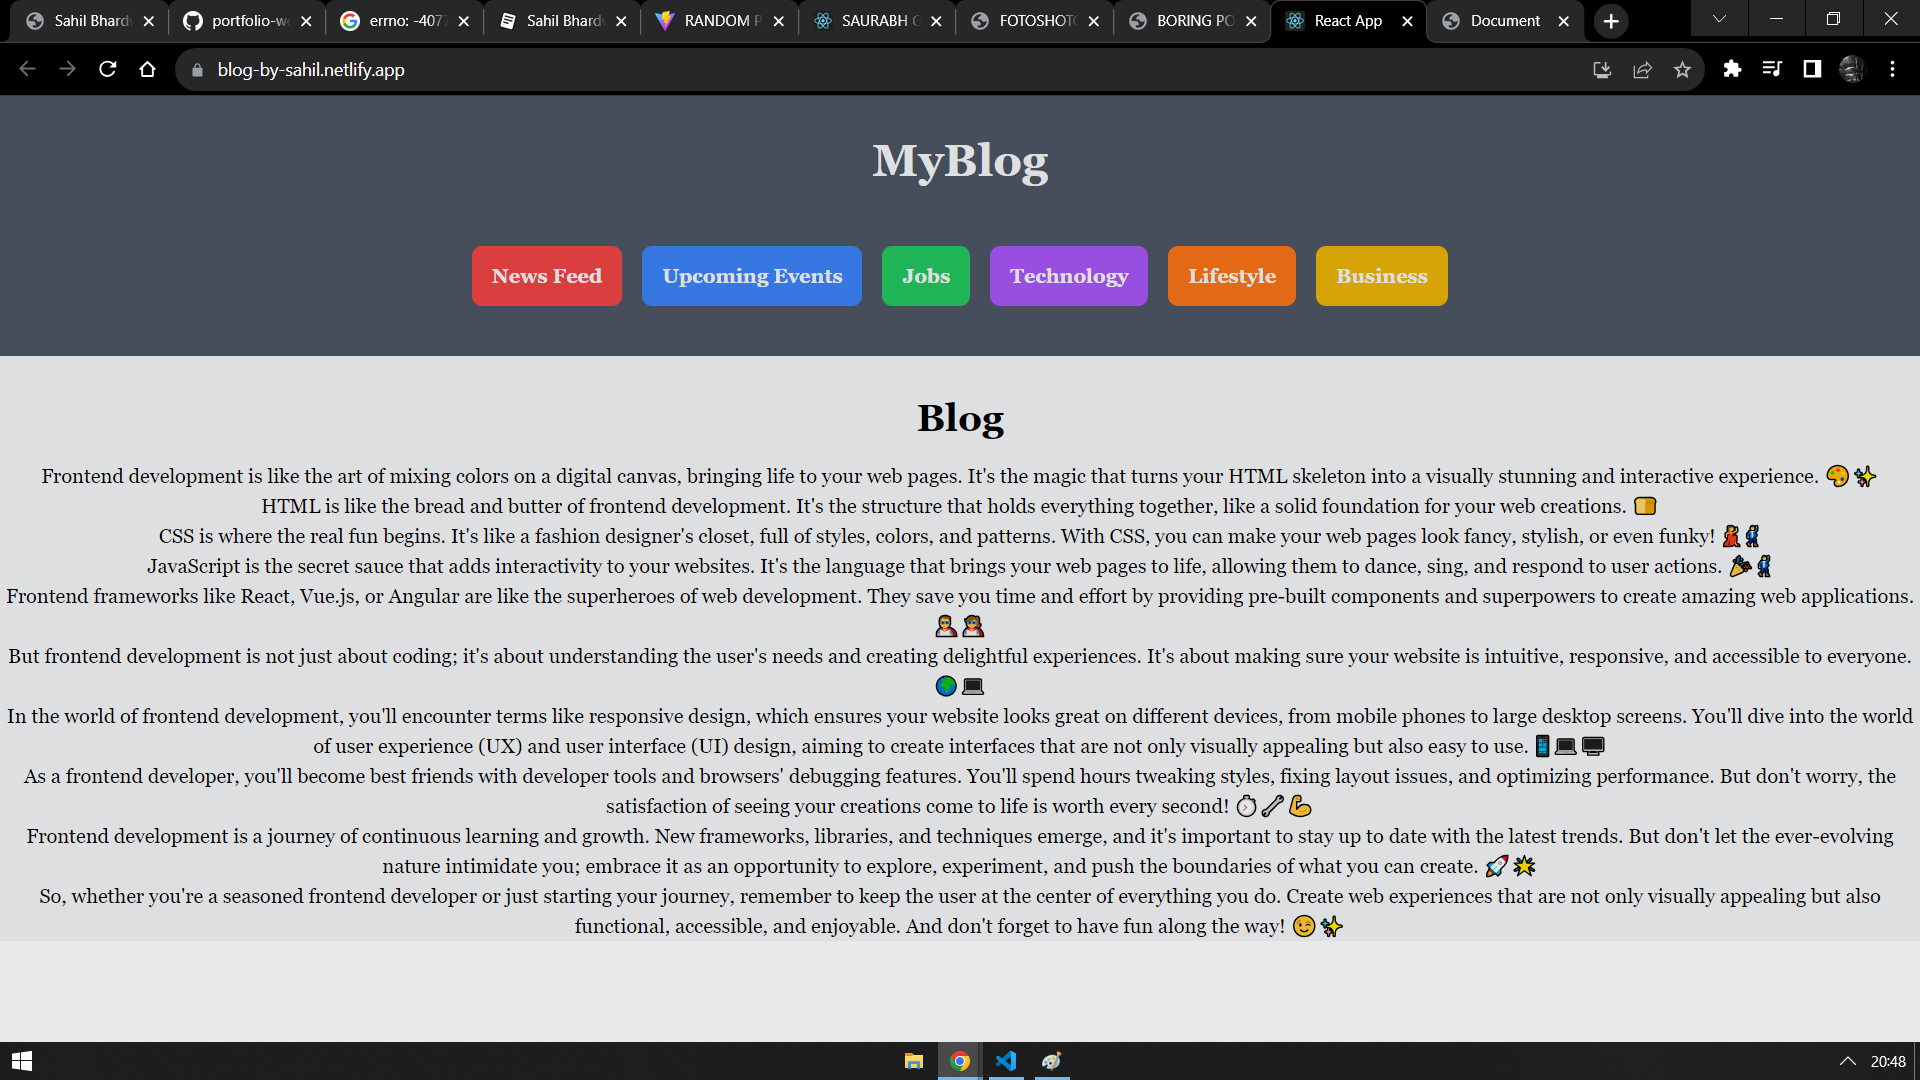 Sahil Bhard
portfolio-we
errno: -407
Sahil Bhard
RANDOM P
SAURABH G
FOTOSHOT
BORING PO
React App
Document
blog-by-sahil.netlify.app
MyBlog
News Feed
Upcoming Events
Jobs
Technology
Lifestyle
Business
Blog
Frontend development is like the art of mixing colors on a digital canvas, bringing life to your web pages. It's the magic that turns your HTML skeleton into a visually stunning and interactive experience. 🎨✨
HTML is like the bread and butter of frontend development. It's the structure that holds everything together, like a solid foundation for your web creations. 🍞
CSS is where the real fun begins. It's like a fashion designer's closet, full of styles, colors, and patterns. With CSS, you can make your web pages look fancy, stylish, or even funky! 💃🕺
JavaScript is the secret sauce that adds interactivity to your websites. It's the language that brings your web pages to life, allowing them to dance, sing, and respond to user actions. 🎉🕺
Frontend frameworks like React, Vue.js, or Angular are like the superheroes of web development. They save you time and effort by providing pre-built components and superpowers to create amazing web applications.
🦸‍♂️🦸‍♀️
But frontend development is not just about coding; it's about understanding the user's needs and creating delightful experiences. It's about making sure your website is intuitive, responsive, and accessible to everyone.
🌍💻
In the world of frontend development, you'll encounter terms like responsive design, which ensures your website looks great on different devices, from mobile phones to large desktop screens. You'll dive into the world
of user experience (UX) and user interface (UI) design, aiming to create interfaces that are not only visually appealing but also easy to use. 📱💻🖥️
As a frontend developer, you'll become best friends with developer tools and browsers' debugging features. You'll spend hours tweaking styles, fixing layout issues, and optimizing performance. But don't worry, the
satisfaction of seeing your creations come to life is worth every second! ⏱️🔧💪
Frontend development is a journey of continuous learning and growth. New frameworks, libraries, and techniques emerge, and it's important to stay up to date with the latest trends. But don't let the ever-evolving
nature intimidate you; embrace it as an opportunity to explore, experiment, and push the boundaries of what you can create. 🚀🌟
So, whether you're a seasoned frontend developer or just starting your journey, remember to keep the user at the center of everything you do. Create web experiences that are not only visually appealing but also
functional, accessible, and enjoyable. And don't forget to have fun along the way! 😉✨
20:48